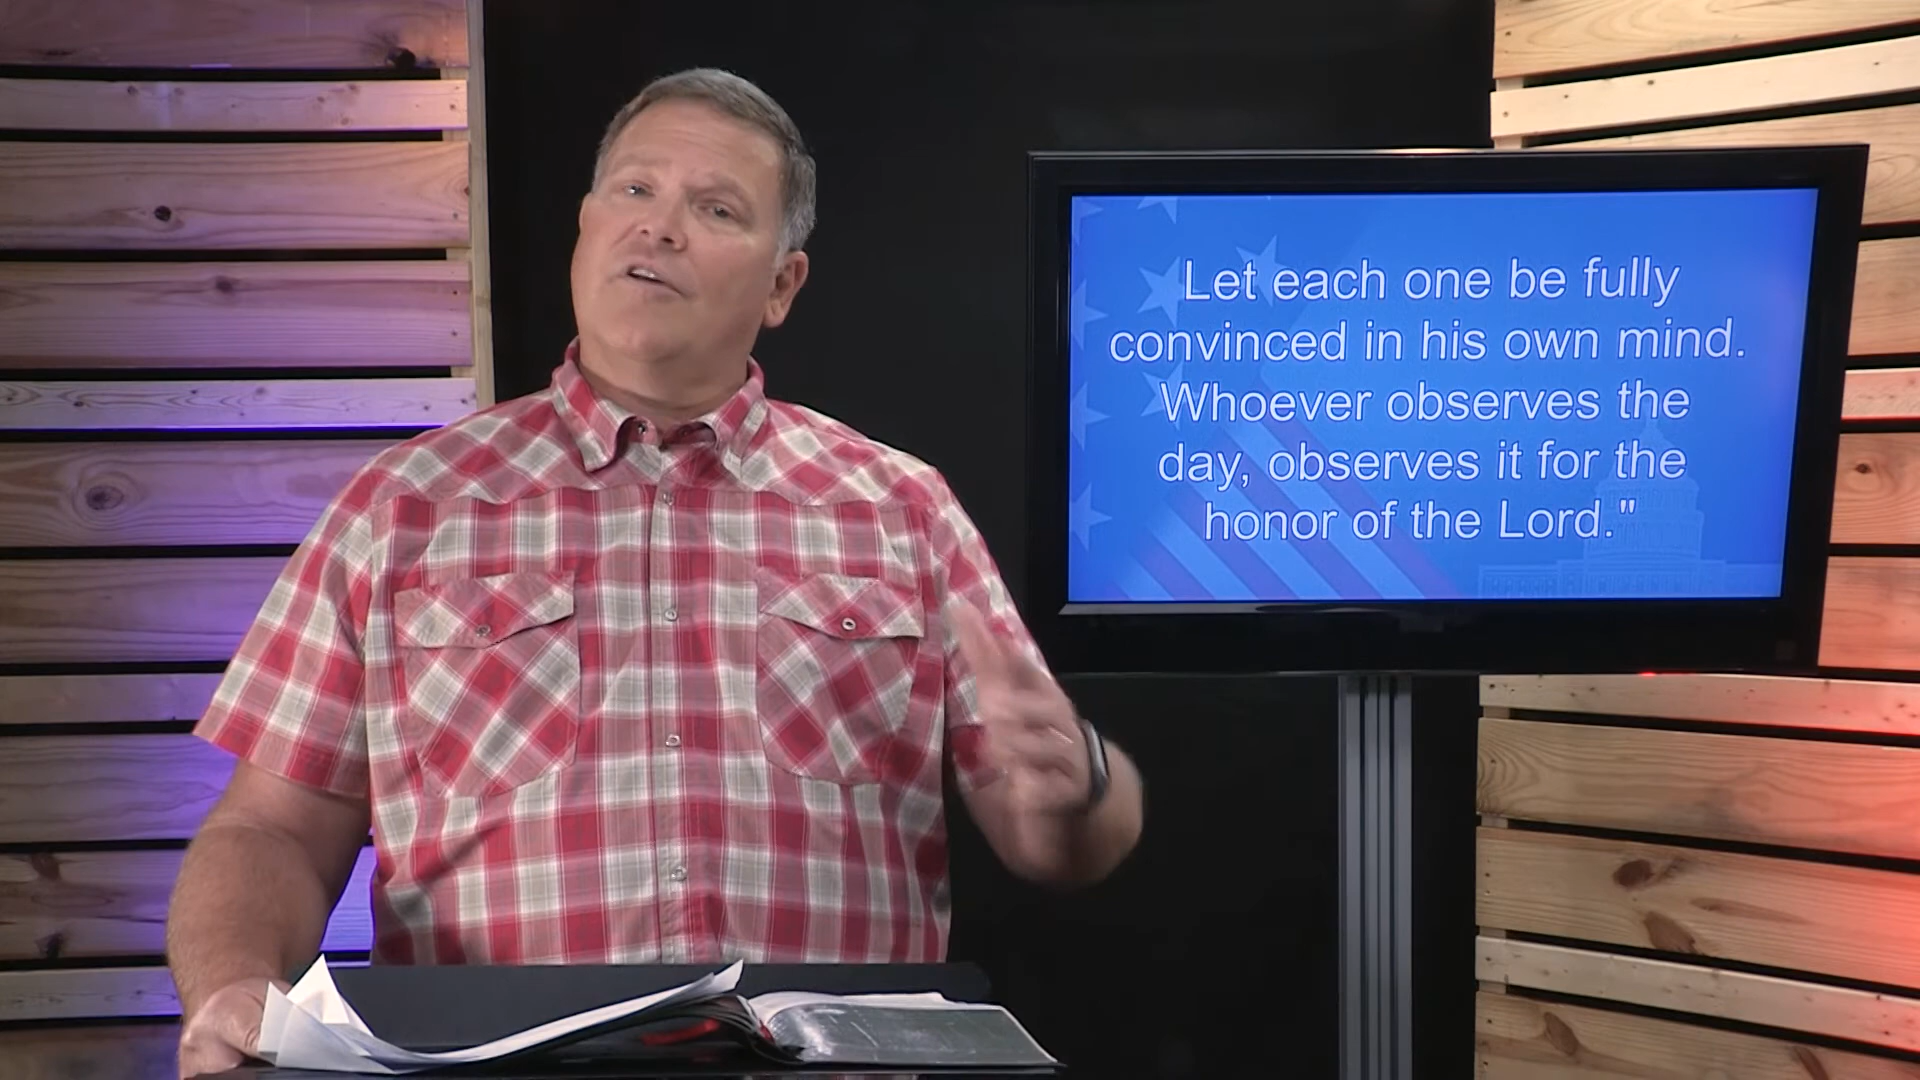 Let each one be fully
convinced in his own mind.
Whoever observes the
day, observes it for the
honor of the Lord."